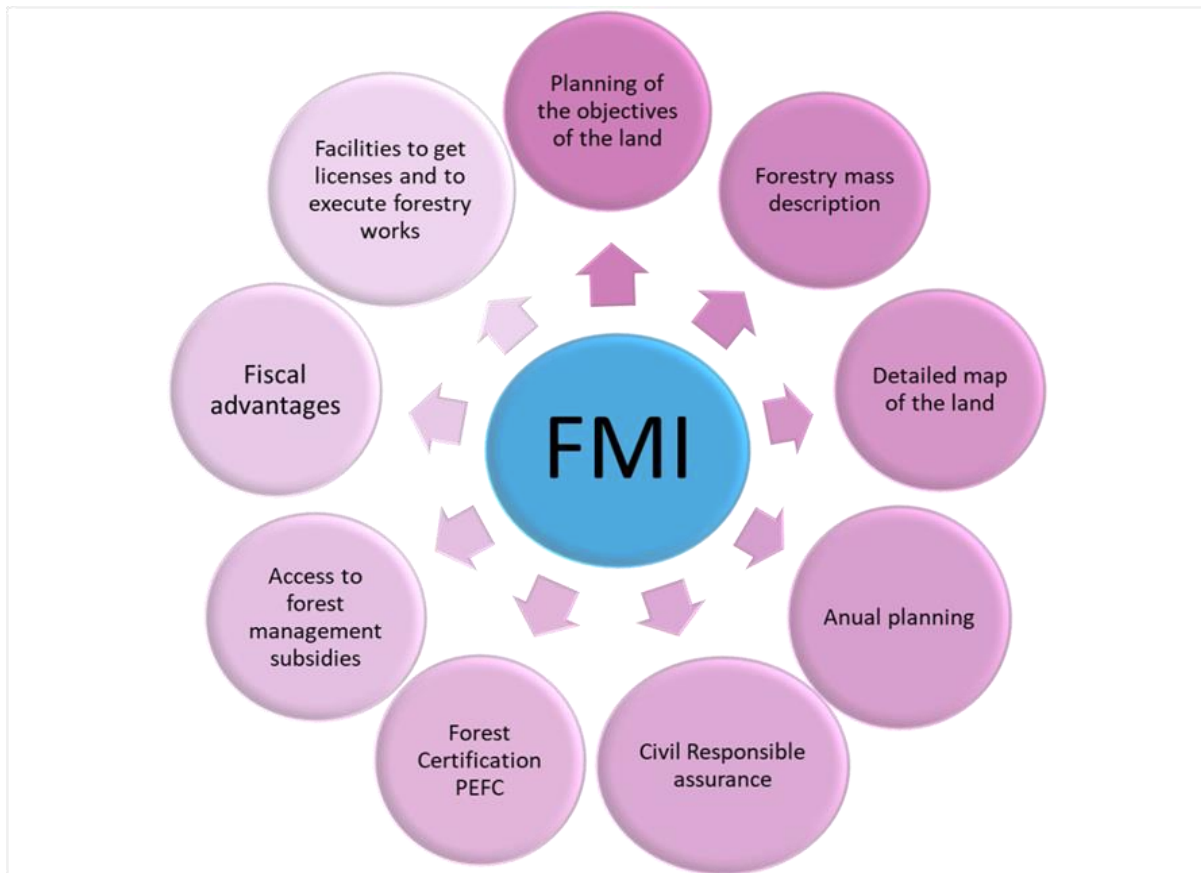 Planning of
the objectives
of the land
Forestry mass
description
Detailed map
of the land
Anual planning
Civil Responsible
assurance
Forest
Certification
PEFC
Access to
forest
management
subsidies
Fiscal
advantages
Facilities to get
licenses and to
execute forestry
works
FMI